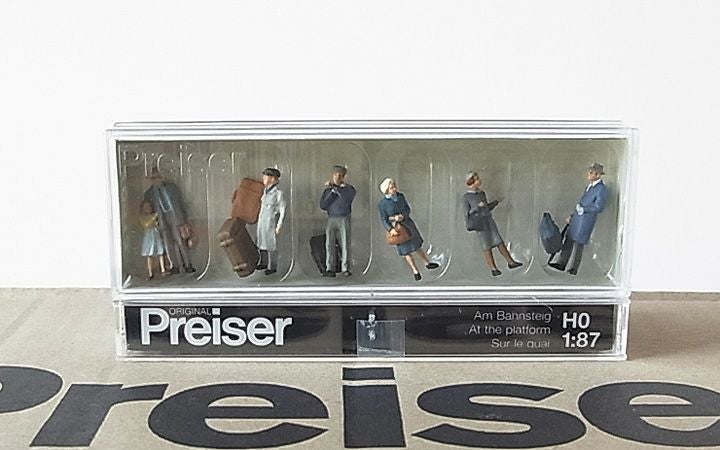 Preiser
ORIGINAL
Preiser
Am Bahnsteig
At the platform
Sur le quai
H0
1:87
Preise